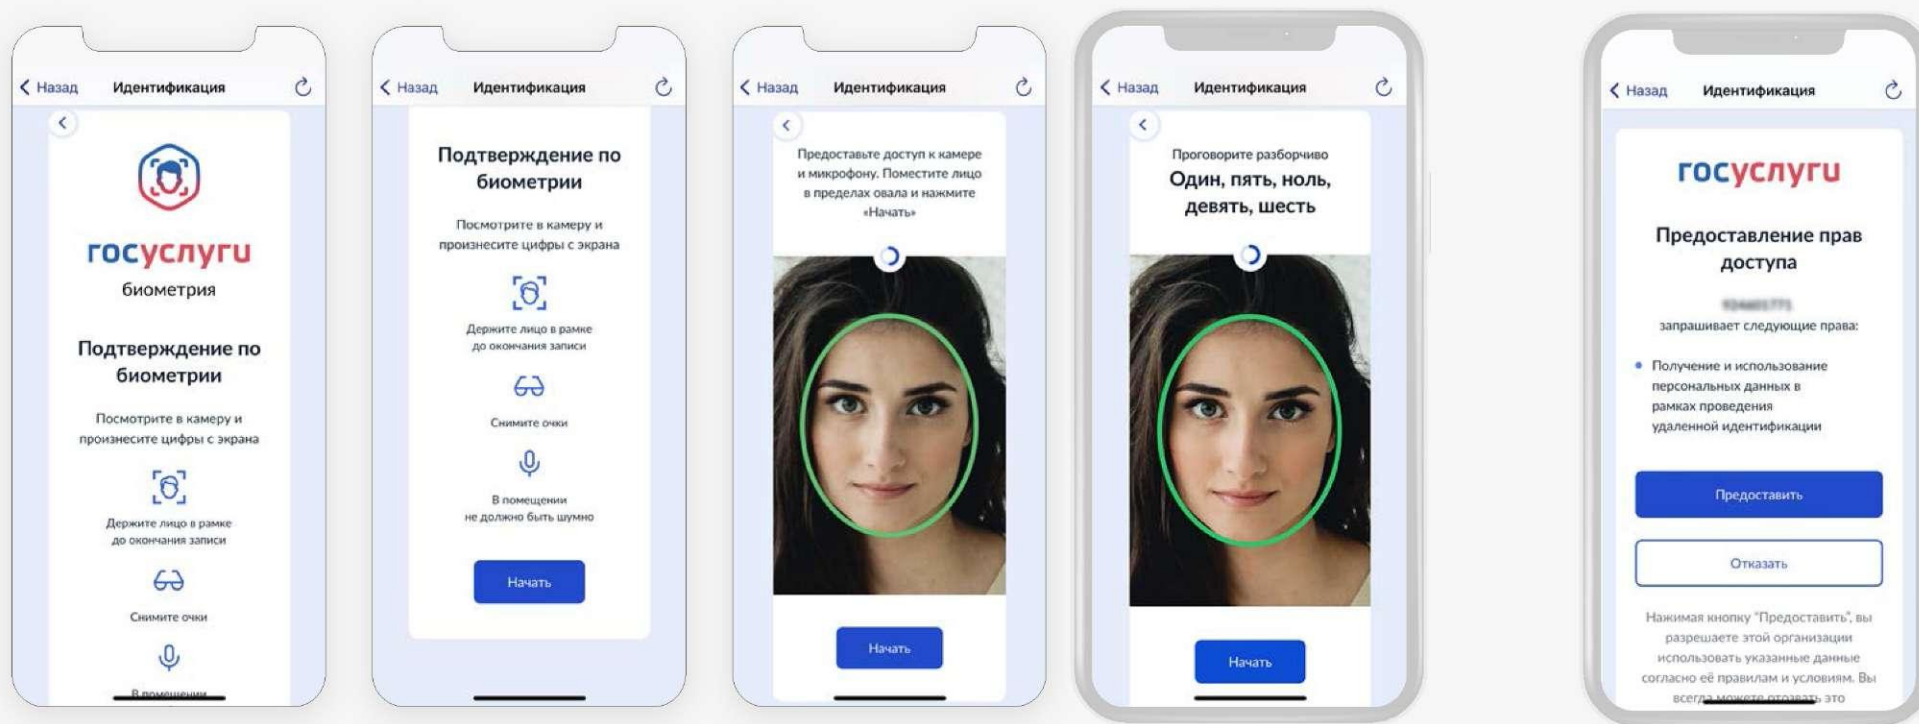 Назад Идентификация
госуслуги
биометрия
Подтверждение по
биометрии
Посмотрите в камеру и
произнесите цифры с экрана
Держите лицо в рамке
до окончания записи
Снимите очки
В помещении
Назад Идентификация
Подтверждение по
биометрии
Посмотрите в камеру и
произнесите цифры с экрана
Держите лицо в рамке
до окончания записи
Снимите очки
В помещении
не должно быть шумно
Начать
Назад Идентификация
Предоставьте доступ к камере
и микрофону. Поместите лицо
в пределах овала и нажмите
«Начать»
Начать
Назад Идентификация
Проговорите разборчиво
Один, пять, ноль,
девять, шесть
Начать
Назад Идентификация
госуслуги
Предоставление прав
доступа
запрашивает следующие права:
Получение и использование
персональных данных в
рамках проведения
удаленной идентификации
Предоставить
Отказать
Нажимая кнопку "Предоставить", вы
разрешаете этой организации
использовать указанные данные
согласно её правилам и условиям. Вы
всегда можете отозвать это